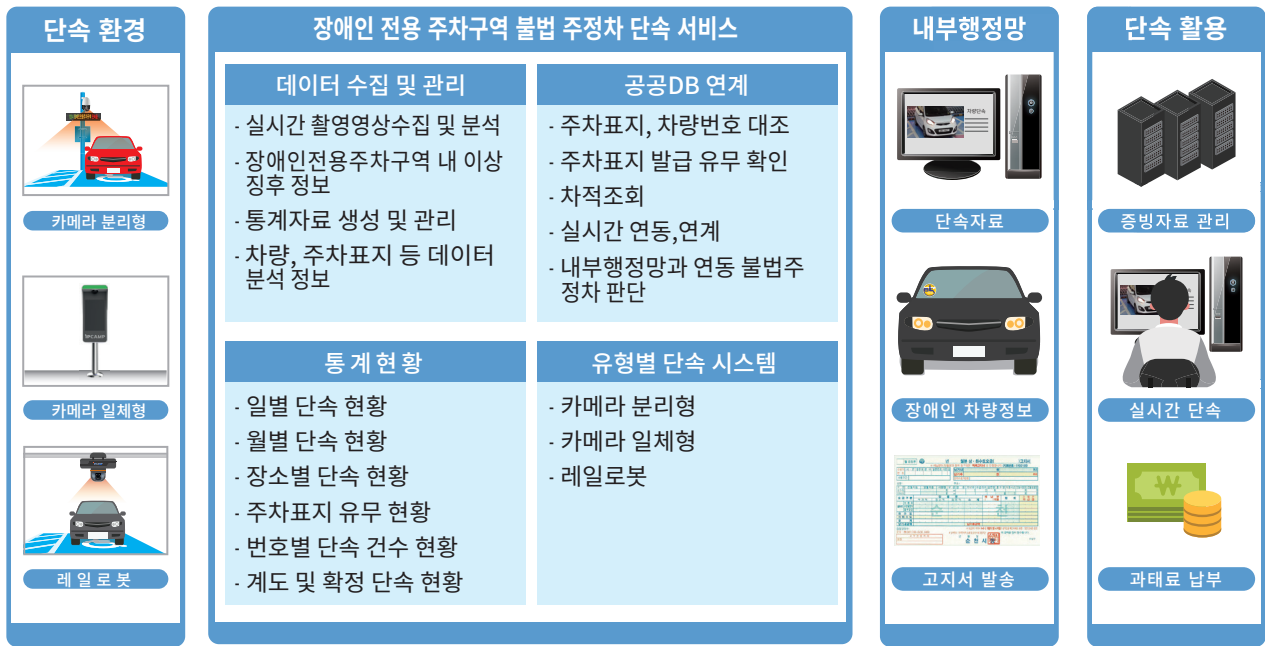 단속 환경
카메라 분리형
카메라 일체형
레일로봇
장애인 전용 주차구역 불법 주정차 단속 서비스
데이터 수집 및 관리
· 실시간 촬영영상수집 및 분석
· 장애인전용주차구역 내 이상
징후 정보
· 통계자료 생성 및 관리
· 차량, 주차표지 등 데이터
분석 정보
공공DB 연계
· 주차표지, 차량번호 대조
· 주차표지 발급 유무 확인
· 차적조회
· 실시간 연동,연계
· 내부행정망과 연동 불법주
정차 판단
통계현황
· 일별 단속 현황
· 월별 단속 현황
· 장소별 단속 현황
· 주차표지 유무 현황
· 번호별 단속 건수 현황
· 계도 및 확정 단속 현황
유형별 단속 시스템
· 카메라 분리형
· 카메라 일체형
· 레일로봇
내부행정망
차량단속
단속자료
장애인 차량정보
고지서 발송
단속 활용
증빙자료 관리
실시간 단속
₩
과태료 납부